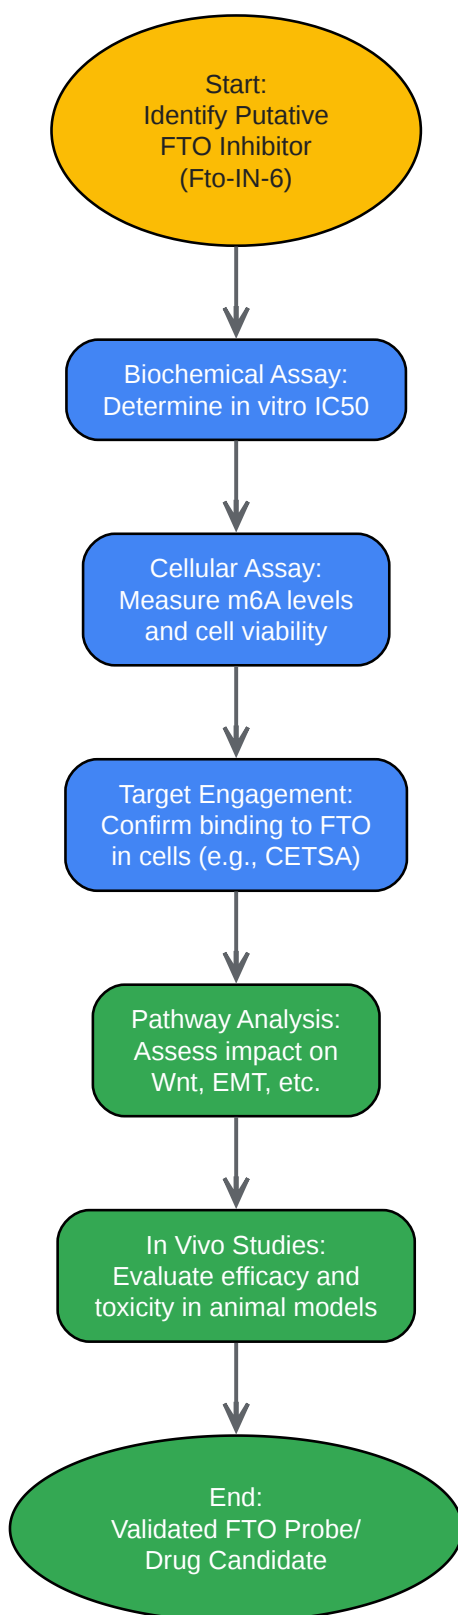 Start:
Identify Putative
FTO Inhibitor
(Fto-IN-6)
Biochemical Assay:
Determine in vitro IC50
Cellular Assay:
Measure m6A levels
and cell viability
Target Engagement:
Confirm binding to FTO
in cells (e.g., CETSA)
Pathway Analysis:
Assess impact on
Wnt, EMT, etc.
In Vivo Studies:
Evaluate efficacy and
toxicity in animal models
End:
Validated FTO Probe/
Drug Candidate